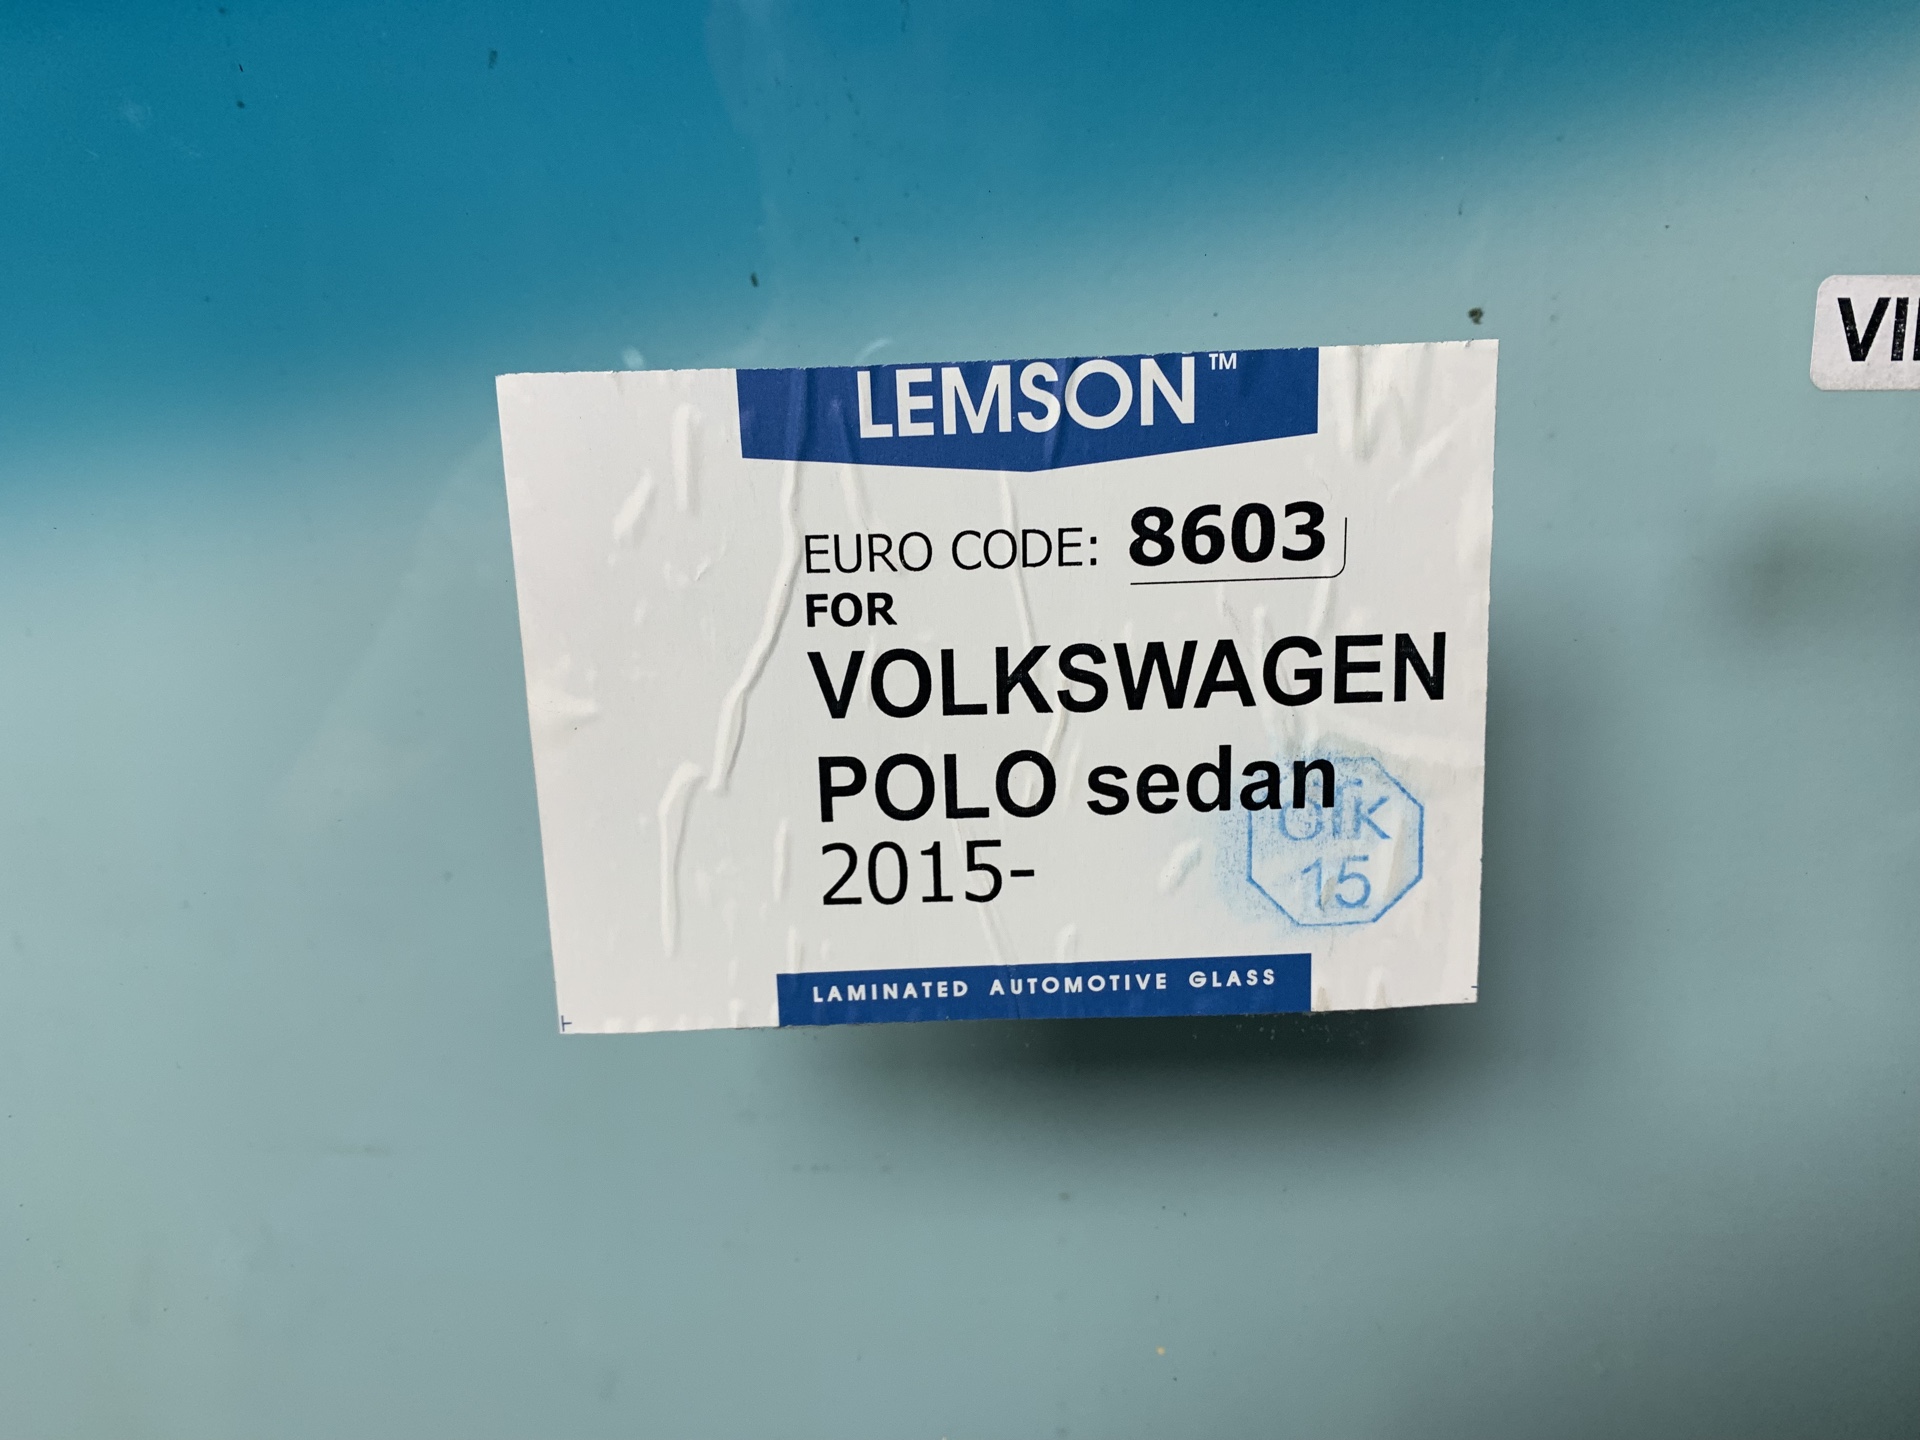 LEMSON™
EURO CODE: 8603
FOR
VOLKSWAGEN
POLO sedan
2015-
15
LAMINATED AUTOMOTIVE GLASS